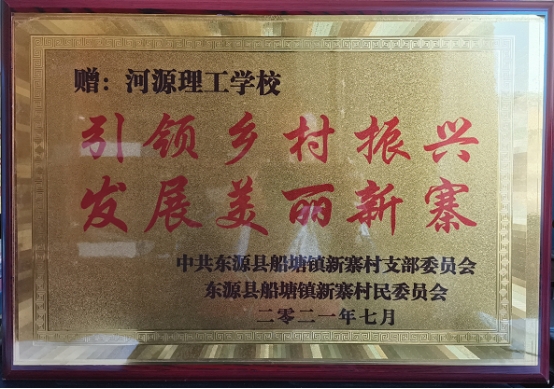 赠：河源理工学校
引领乡村振兴
发展美丽新寨
中共东源县船塘镇新寨村支部委员会
东源县船塘镇新寨村民委员会
二零二一年七月